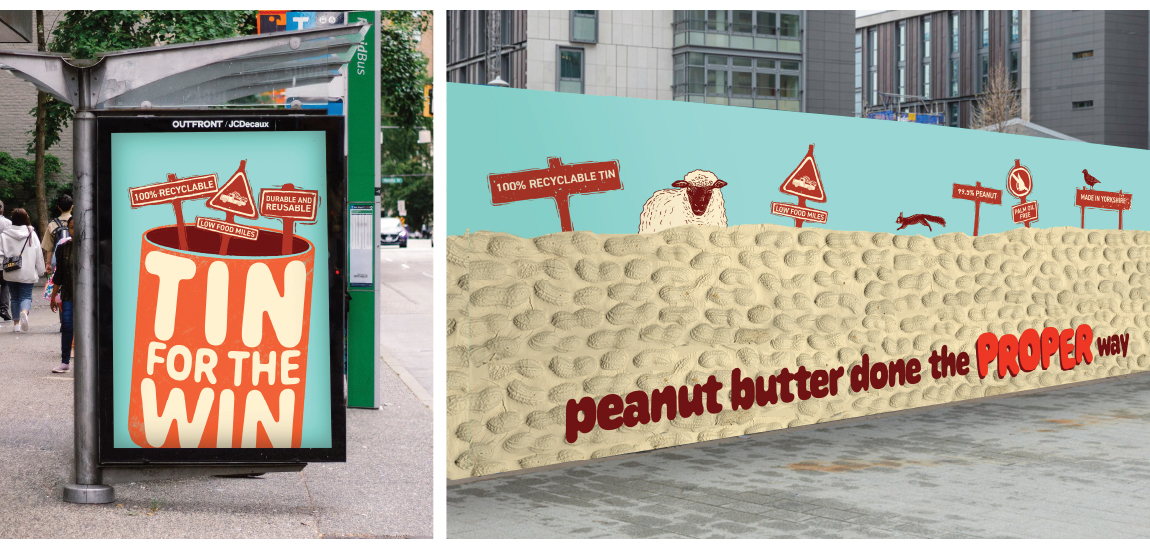 RapidBus
OUTFRONT / JCDecaux
100% RECYCLABLE
DURABLE AND
REUSABLE
LOW FOOD MILES
TIN
FOR THE
WIN
100% RECYCLABLE TIN
LOW FOOD MILES
99.5% PEANUT
PALM OIL
FREE
MADE IN YORKSHIRE
peanut butter done the PROPER way